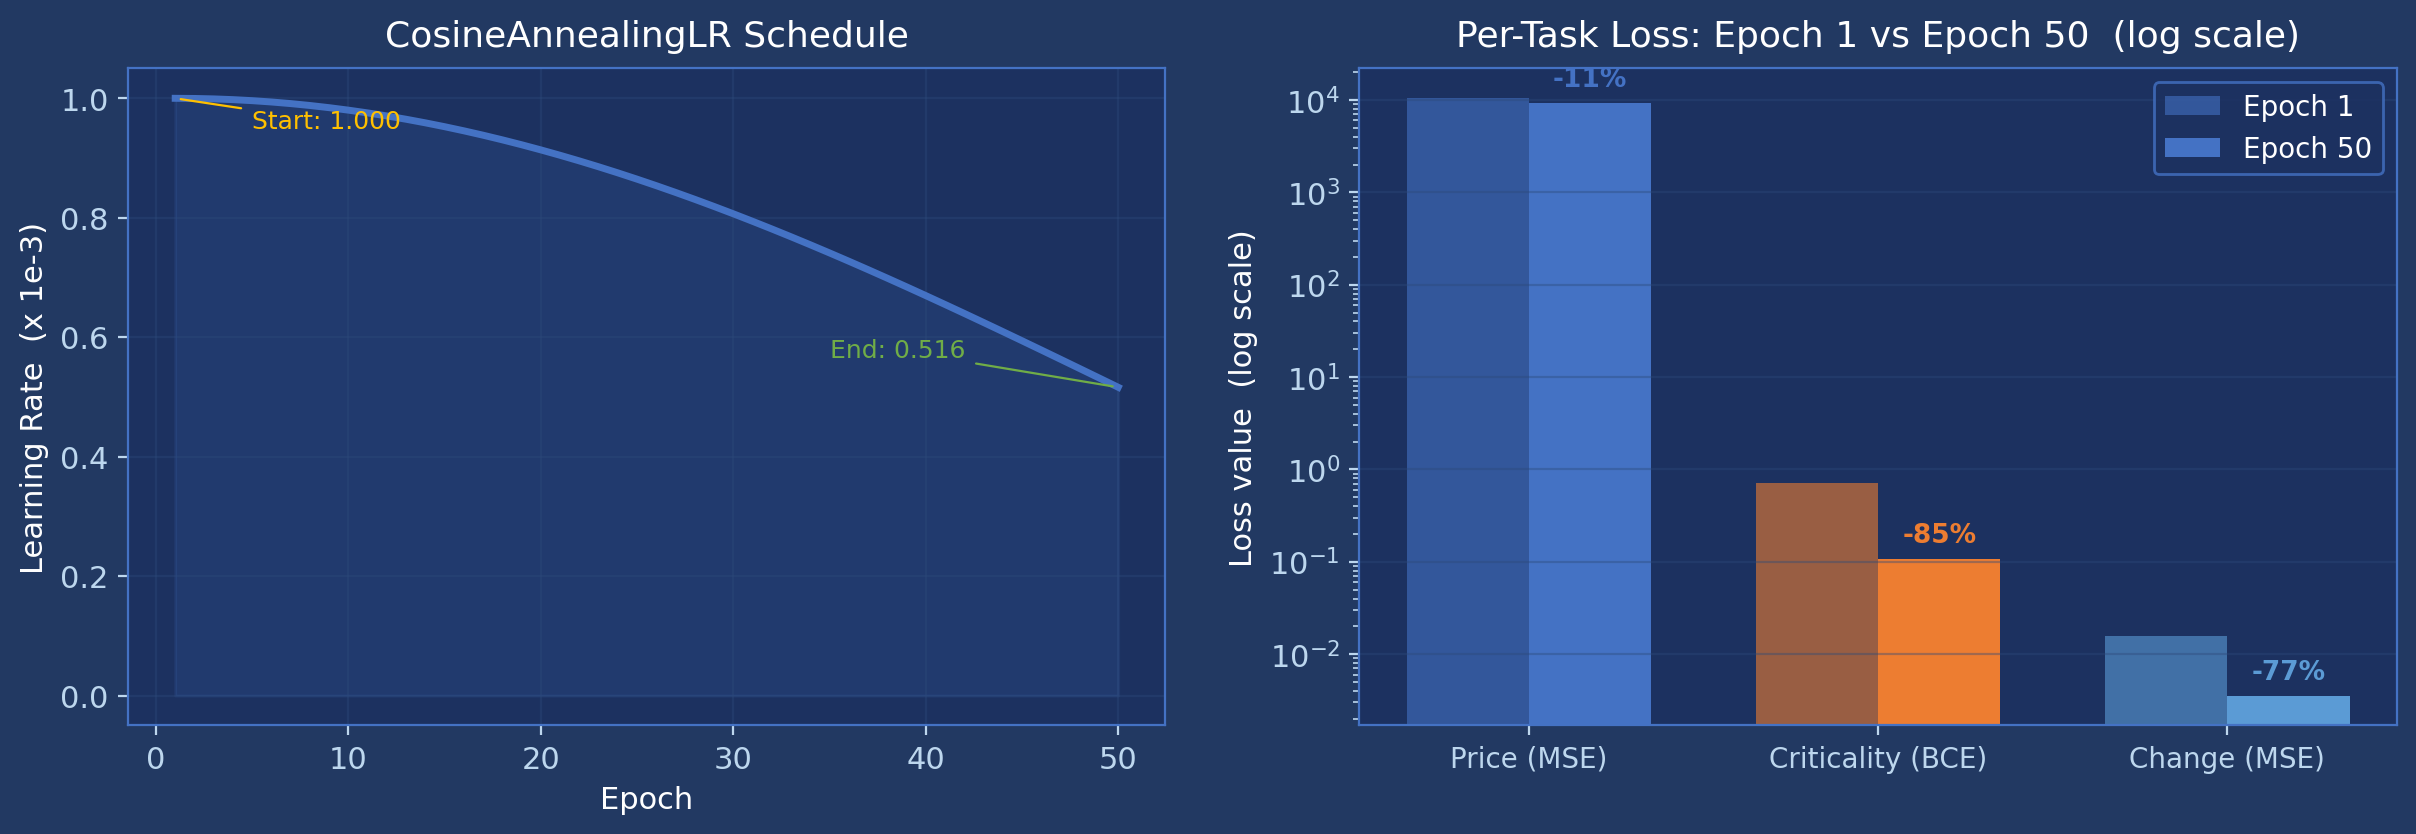 CosineAnnealingLR Schedule
Learning Rate (x 1e-3)
1.0
0.8
0.6
0.4
0.2
0.0
Start: 1.000
End: 0.516
0 10 20 30 40 50
Epoch
Per-Task Loss: Epoch 1 vs Epoch 50 (log scale)
Loss value (log scale)
10⁴
10³
10²
10¹
10⁰
10⁻¹
10⁻²
-11%
-85%
-77%
Epoch 1
Epoch 50
Price (MSE) Criticality (BCE) Change (MSE)